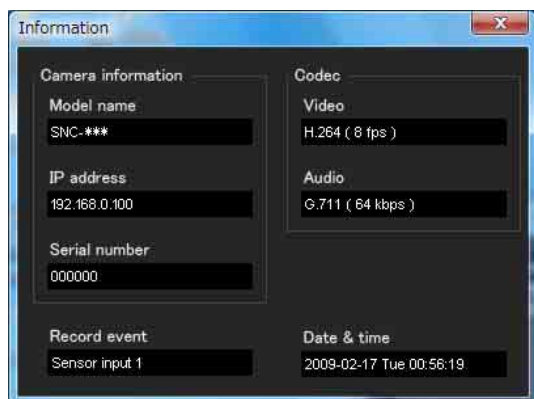 Information
Camera information
Model name
SNC-***
IP address
192.168.0.100
Serial number
000000
Codec
Video
H.264 ( 8 fps )
Audio
G.711 ( 64 kbps )
Record event
Sensor input 1
Date & time
2009-02-17 Tue 00:56:19